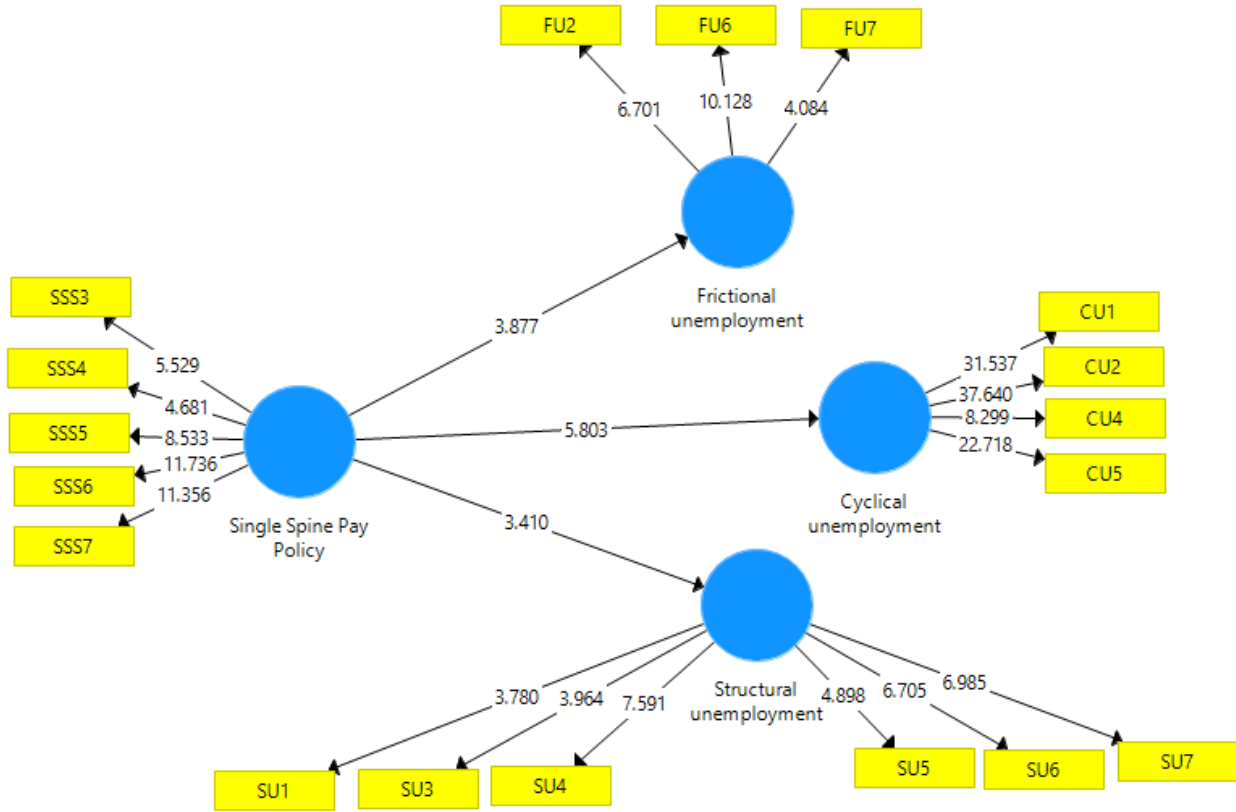 FU2
FU6
FU7
6.701
10.128
4.084
Frictional
unemployment
SSS3
SSS4
SSS5
SSS6
SSS7
5.529
4.681
8.533
11.736
11.356
Single Spine Pay
Policy
3.877
5.803
3.410
CU1
CU2
CU4
CU5
31.537
37.640
8.299
22.718
Cyclical
unemployment
Structural
unemployment
3.780
3.964
7.591
4.898
6.705
6.985
SU1
SU3
SU4
SU5
SU6
SU7